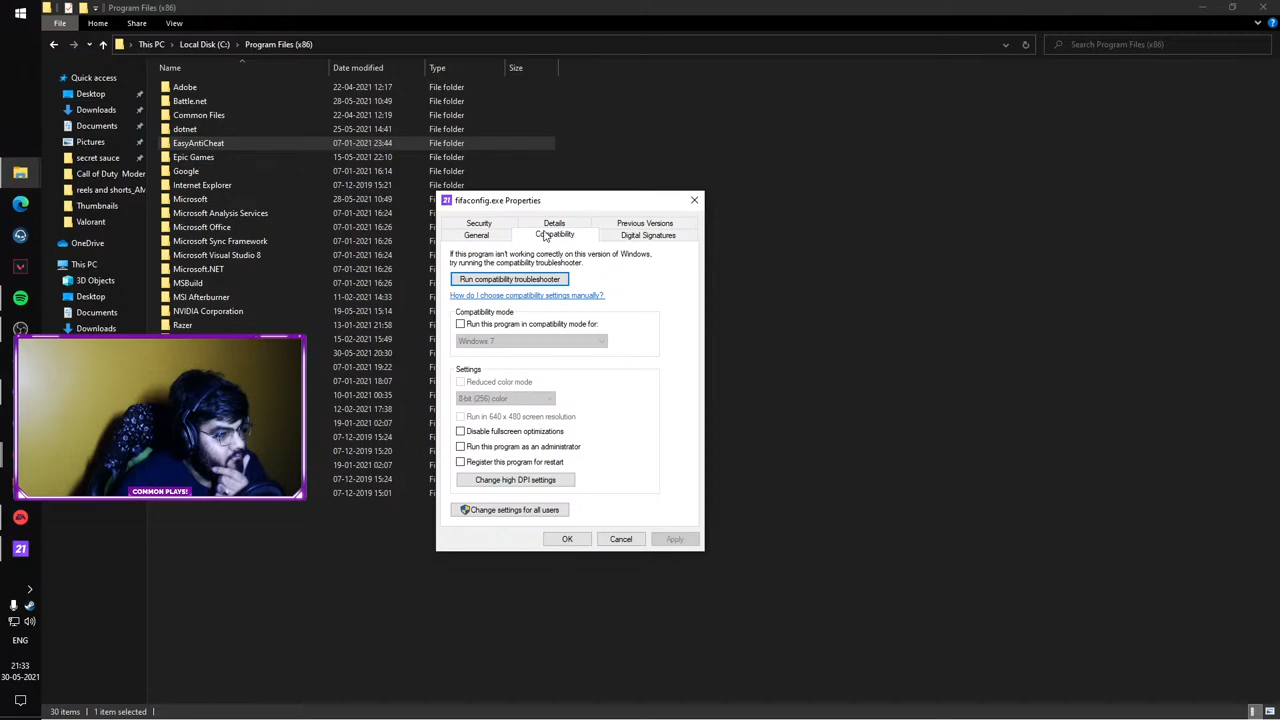 Program Files (x86)
File
Home
Share
View
This PC
Local Disk (C:)
Program Files (x86)
Search Program Files (x86)
Name
Date modified
Type
Size
Quick access
Desktop
Downloads
Documents
Pictures
secret sauce
Call of Duty Moder
reels and shorts_AM
Thumbnails
Valorant
OneDrive
This PC
3D Objects
Desktop
Documents
Downloads
Adobe 22-04-2021 12:17 File folder
Battle.net 28-05-2021 10:49 File folder
Common Files 22-04-2021 12:19 File folder
dotnet 25-05-2021 14:41 File folder
EasyAntiCheat 07-01-2021 23:44 File folder
Epic Games 15-05-2021 22:10 File folder
Google 07-01-2021 16:24 File folder
Internet Explorer 07-12-2019 15:21 File folder
Microsoft 28-05-2021 10:49
Microsoft Analysis Services 07-01-2021 16:24
Microsoft Office 07-01-2021 16:27
Microsoft Sync Framework 07-01-2021 16:24
Microsoft Visual Studio 8 07-01-2021 16:24
Microsoft.NET 07-01-2021 16:24
MSBuild 07-01-2021 16:24
MSI Afterburner 11-02-2021 14:33
NVIDIA Corporation 07-01-2021 16:24
Razer 13-01-2021 21:58
15-02-2021 15:49
30-05-2021 20:30
07-01-2021 19:22
07-01-2021 18:07
10-01-2021 00:38
12-02-2021 17:38
19-01-2021 02:07
07-12-2019 15:24
19-01-2021 02:07
07-12-2019 15:24
07-12-2019 15:01
21 fifaconfig.exe Properties
Security
Details
Previous Versions
General
Compatibility
Digital Signatures
If this program isn't working correctly on this version of Windows,
try running the compatibility troubleshooter.
Run compatibility troubleshooter
How do I choose compatibility settings manually?
Compatibility mode
Run this program in compatibility mode for:
Windows 7
Settings
Reduced color mode
8-bit (256) color
Run in 640 x 480 screen resolution
Disable fullscreen optimizations
Run this program as an administrator
Register this program for restart
Change high DPI settings
Change settings for all users
OK
Cancel
Apply
COMMON PLAYS!
EA
21
ENG
21:33
30-05-2021
30 items
1 item selected